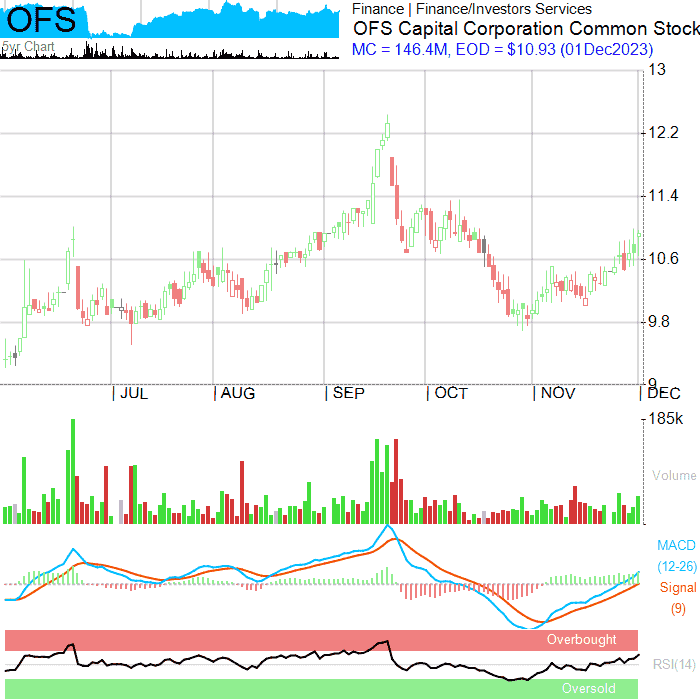 OFS
5yr Chart
Finance | Finance/Investors Services
OFS Capital Corporation Common Stock
MC = 146.4M, EOD = $10.93 (01Dec2023)
13
12.2
11.4
10.6
9.8
9
JUL
AUG
SEP
OCT
NOV
DEC
185k
Volume
MACD
(12-26)
Signal
(9)
Overbought
RSI(14)
Oversold